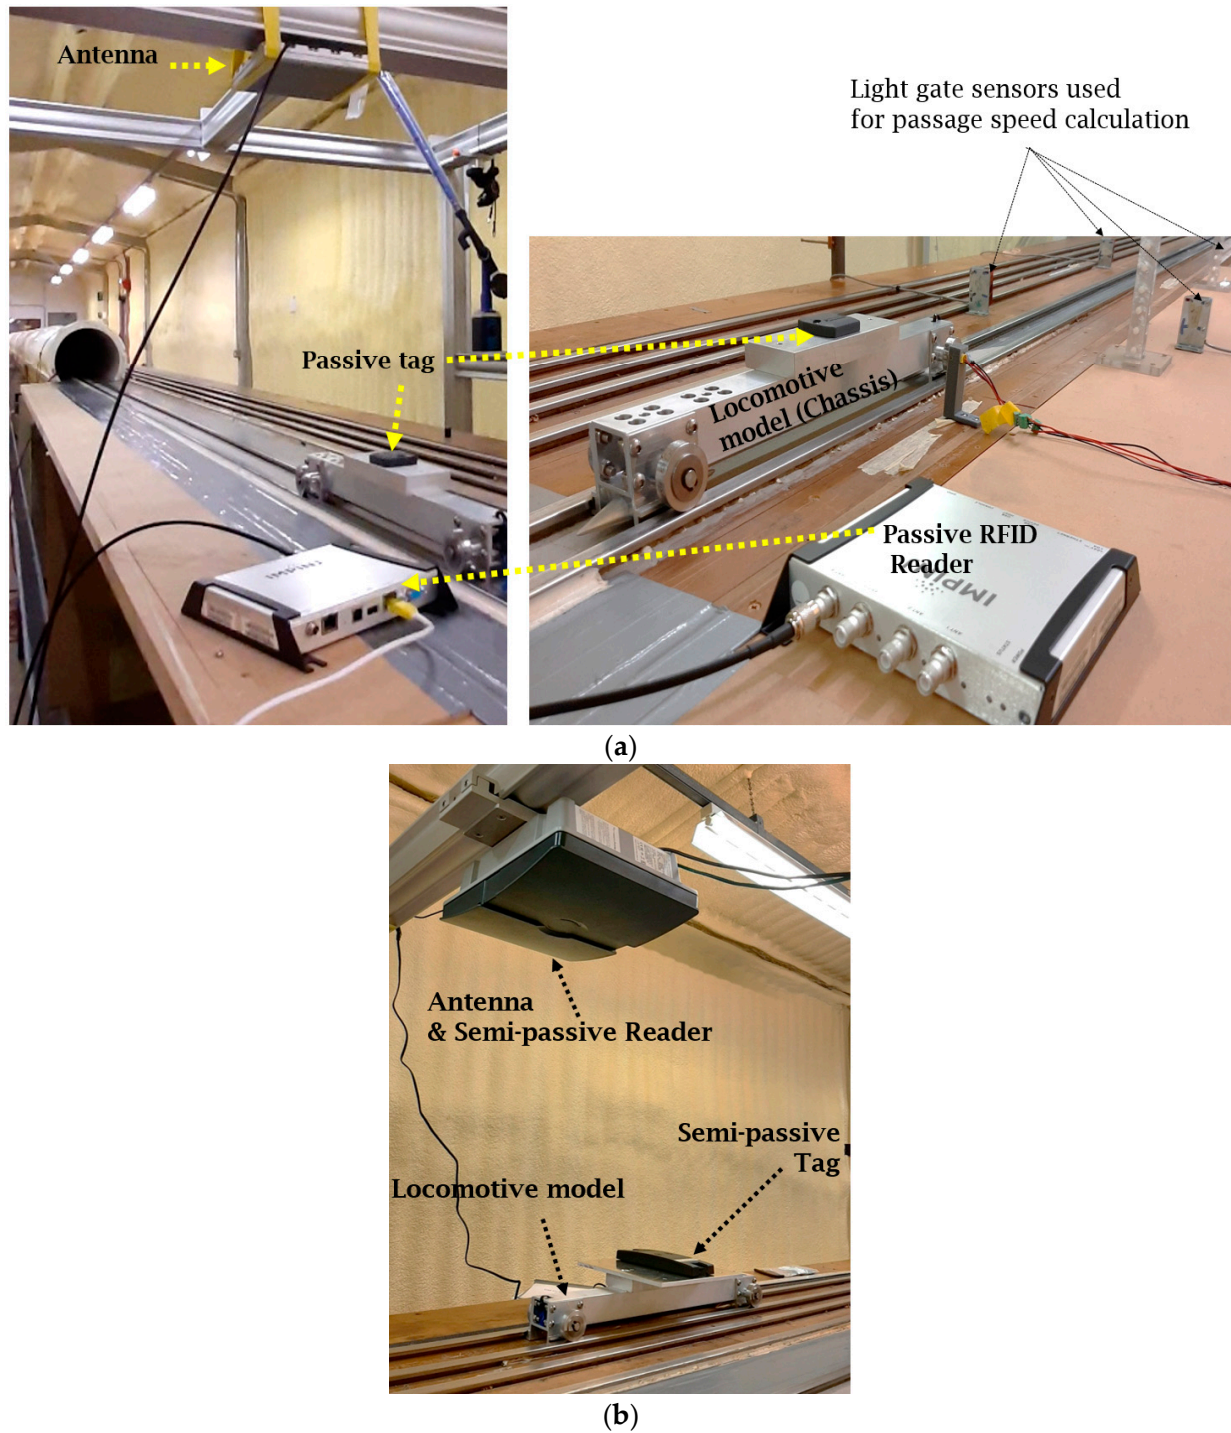 Antenna
Light gate sensors used
for passage speed calculation
Passive tag
Locomotive
model (Chassis)
Passive RFID
Reader
IMPINJ
(a)
Antenna
& Semi-passive Reader
Semi-passive
Tag
Locomotive model
(b)